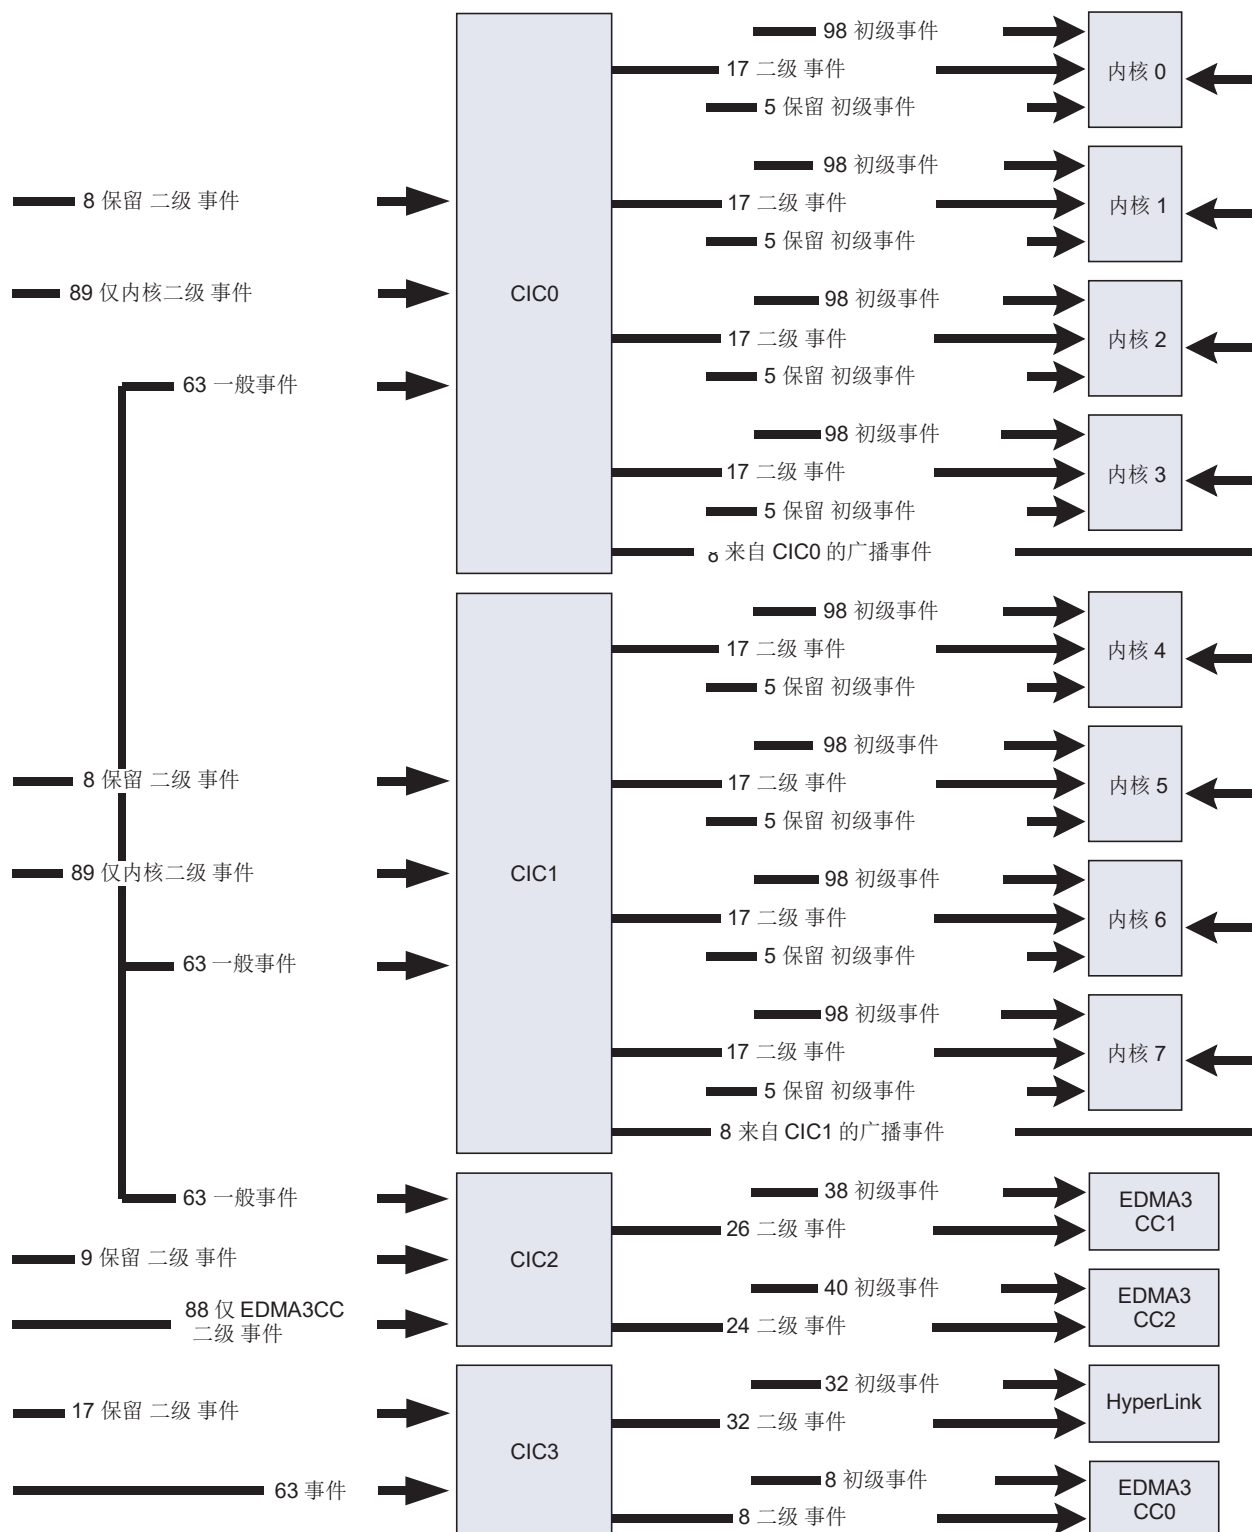 98 初级事件
17 二级 事件
5 保留 初级事件
内核 0
98 初级事件
8 保留 二级 事件
17 二级 事件
内核 1
5 保留 初级事件
89 仅内核二级 事件
CIC0
98 初级事件
17 二级 事件
内核 2
5 保留 初级事件
63 一般事件
98 初级事件
17 二级 事件
内核 3
5 保留 初级事件
来自 CIC0 的广播事件
98 初级事件
17 二级 事件
内核 4
5 保留 初级事件
98 初级事件
8 保留 二级 事件
17 二级 事件
内核 5
5 保留 初级事件
89 仅内核二级 事件
CIC1
98 初级事件
17 二级 事件
内核 6
5 保留 初级事件
63 一般事件
98 初级事件
17 二级 事件
内核 7
5 保留 初级事件
8 来自 CIC1 的广播事件
63 一般事件
38 初级事件
26 二级 事件
EDMA3
CC1
9 保留 二级 事件
CIC2
88 仅 EDMA3CC
二级 事件
40 初级事件
24 二级 事件
EDMA3
CC2
17 保留 二级 事件
32 初级事件
32 二级 事件
HyperLink
CIC3
63 事件
8 初级事件
8 二级 事件
EDMA3
CC0